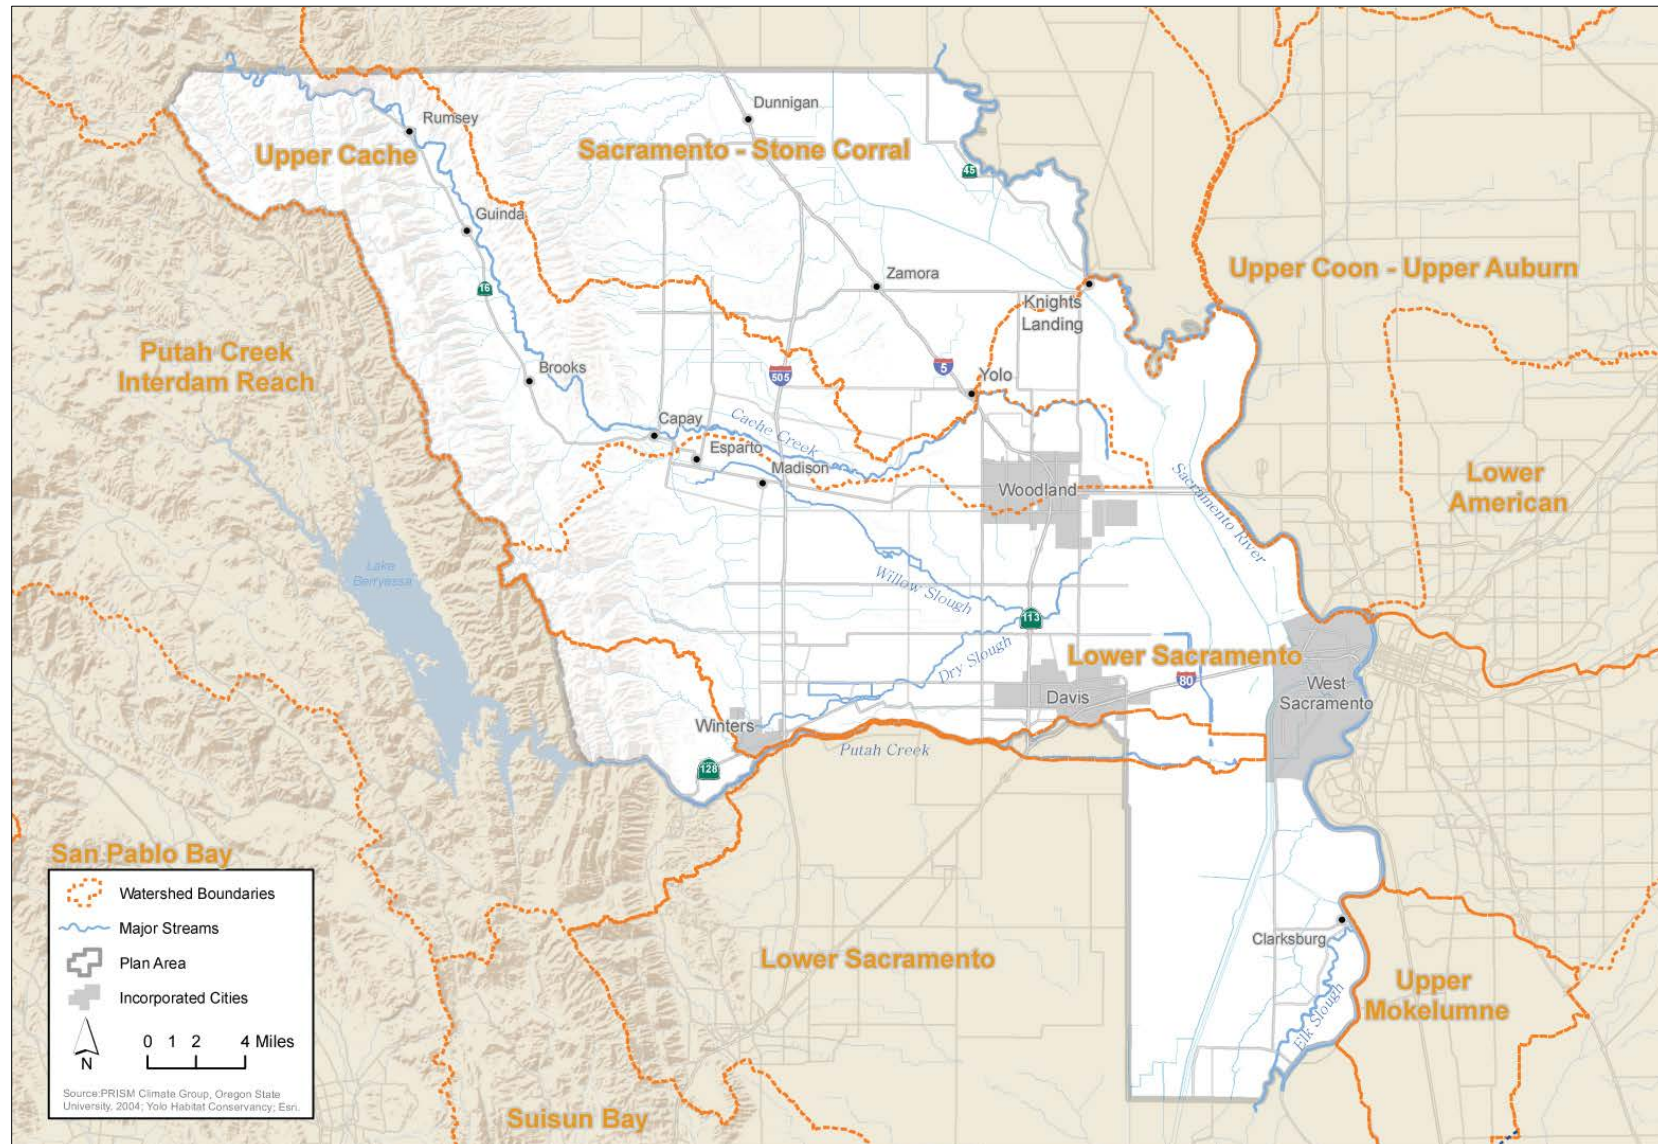 Dunnigan
Rumsey
Upper Cache
Sacramento - Stone Corral
45
Guinda
16
Zamora
Upper Coon - Upper Auburn
Knights
Landing
Putah Creek
Interdam Reach
Brooks
505
5
Yolo
Capay
Cache Creek
Esparto
Madison
Woodland
Sacramento River
Lower
American
Lake
Berryessa
Willow Slough
113
Dry Slough
Lower Sacramento
80
Davis
West
Sacramento
Winters
Putah Creek
128
San Pablo Bay
Watershed Boundaries
Major Streams
Plan Area
Incorporated Cities
N
0 1 2 4 Miles
Source:PRISM Climate Group, Oregon State
University, 2004; Yolo Habitat Conservancy; Esri.
Clarksburg
Lower Sacramento
Elk Slough
Upper
Mokelumne
Suisun Bay